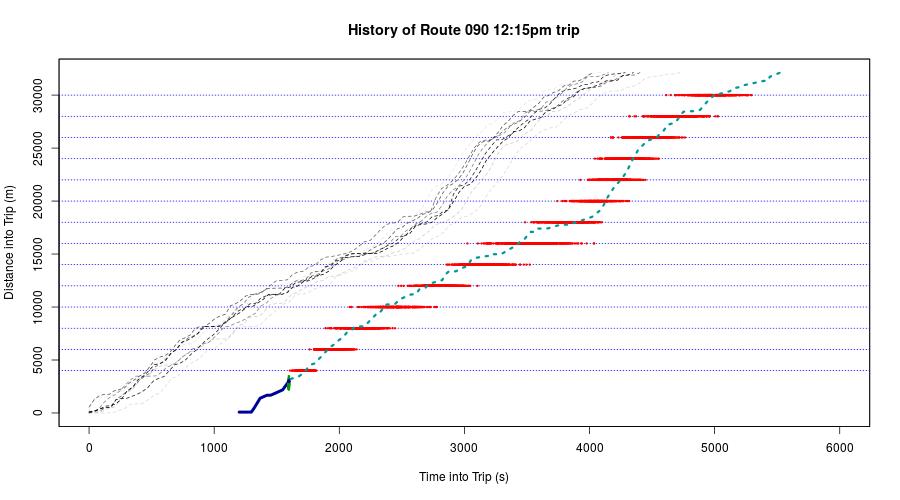 History of Route 090 12:15pm trip
Distance into Trip (m)
30000
25000
20000
15000
10000
5000
0
0 1000 2000 3000 4000 5000 6000
Time into Trip (s)